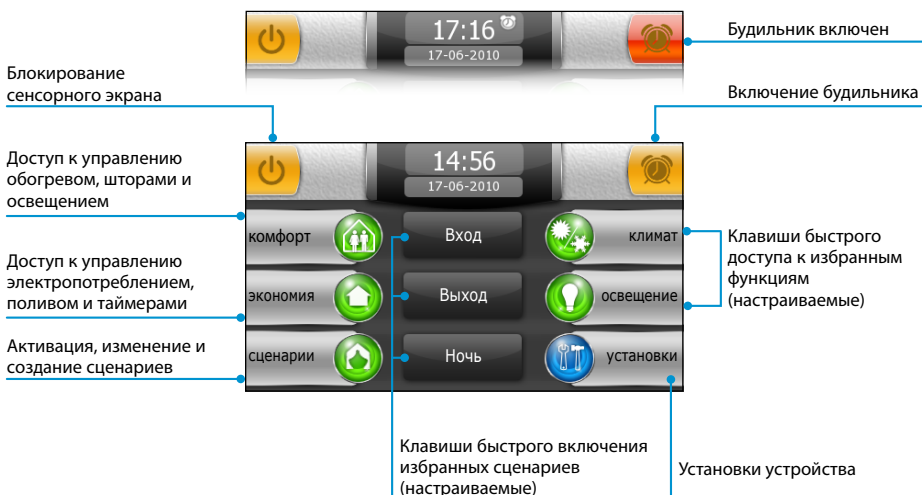 17:16
17-06-2010
Будильник включен
Блокирование
сенсорного экрана
Включение будильника
14:56
17-06-2010
Доступ к управлению
обогревом, шторами и
освещением
комфорт
Вход
климат
Клавиши быстрого
доступа к избранным
функциям
(настраиваемые)
Доступ к управлению
электропотреблением,
поливом и таймерами
экономия
Выход
освещение
Активация, изменение и
создание сценариев
сценарии
Ночь
установки
Клавиши быстрого включения
избранных сценариев
(настраиваемые)
Установки устройства